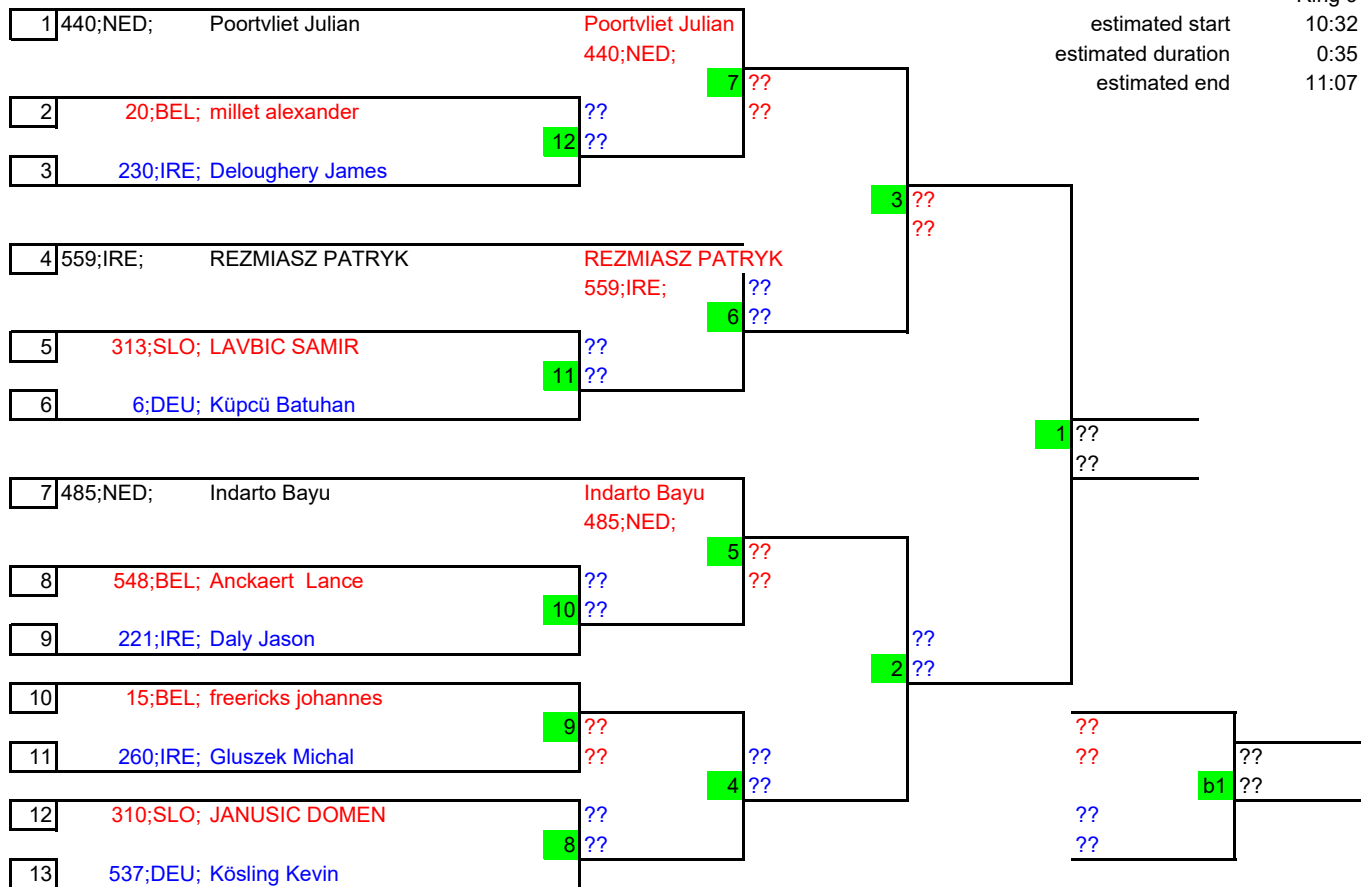 1 440;NED; Poortvliet Julian Poortvliet Julian estimated start 10:32
440;NED; estimated duration 0:35
7 ?? estimated end 11:07
2 20;BEL; millet alexander ?? ??
12 ??
3 230;IRE; Deloughery James
3 ??
??
4 559;IRE; REZMIASZ PATRYK REZMIASZ PATRYK
559;IRE; ??
6 ??
5 313;SLO; LAVBIC SAMIR ??
11 ??
6 6;DEU; Küpcü Batuhan
1 ??
??
7 485;NED; Indarto Bayu Indarto Bayu
485;NED;
5 ??
8 548;BEL; Anckaert Lance ?? ??
10 ??
9 221;IRE; Daly Jason ??
2 ??
10 15;BEL; freericks johannes
9 ?? ??
11 260;IRE; Gluszek Michal ?? ?? ?? ??
4 ?? b1 ??
12 310;SLO; JANUSIC DOMEN ?? ??
8 ?? ??
13 537;DEU; Kösling Kevin